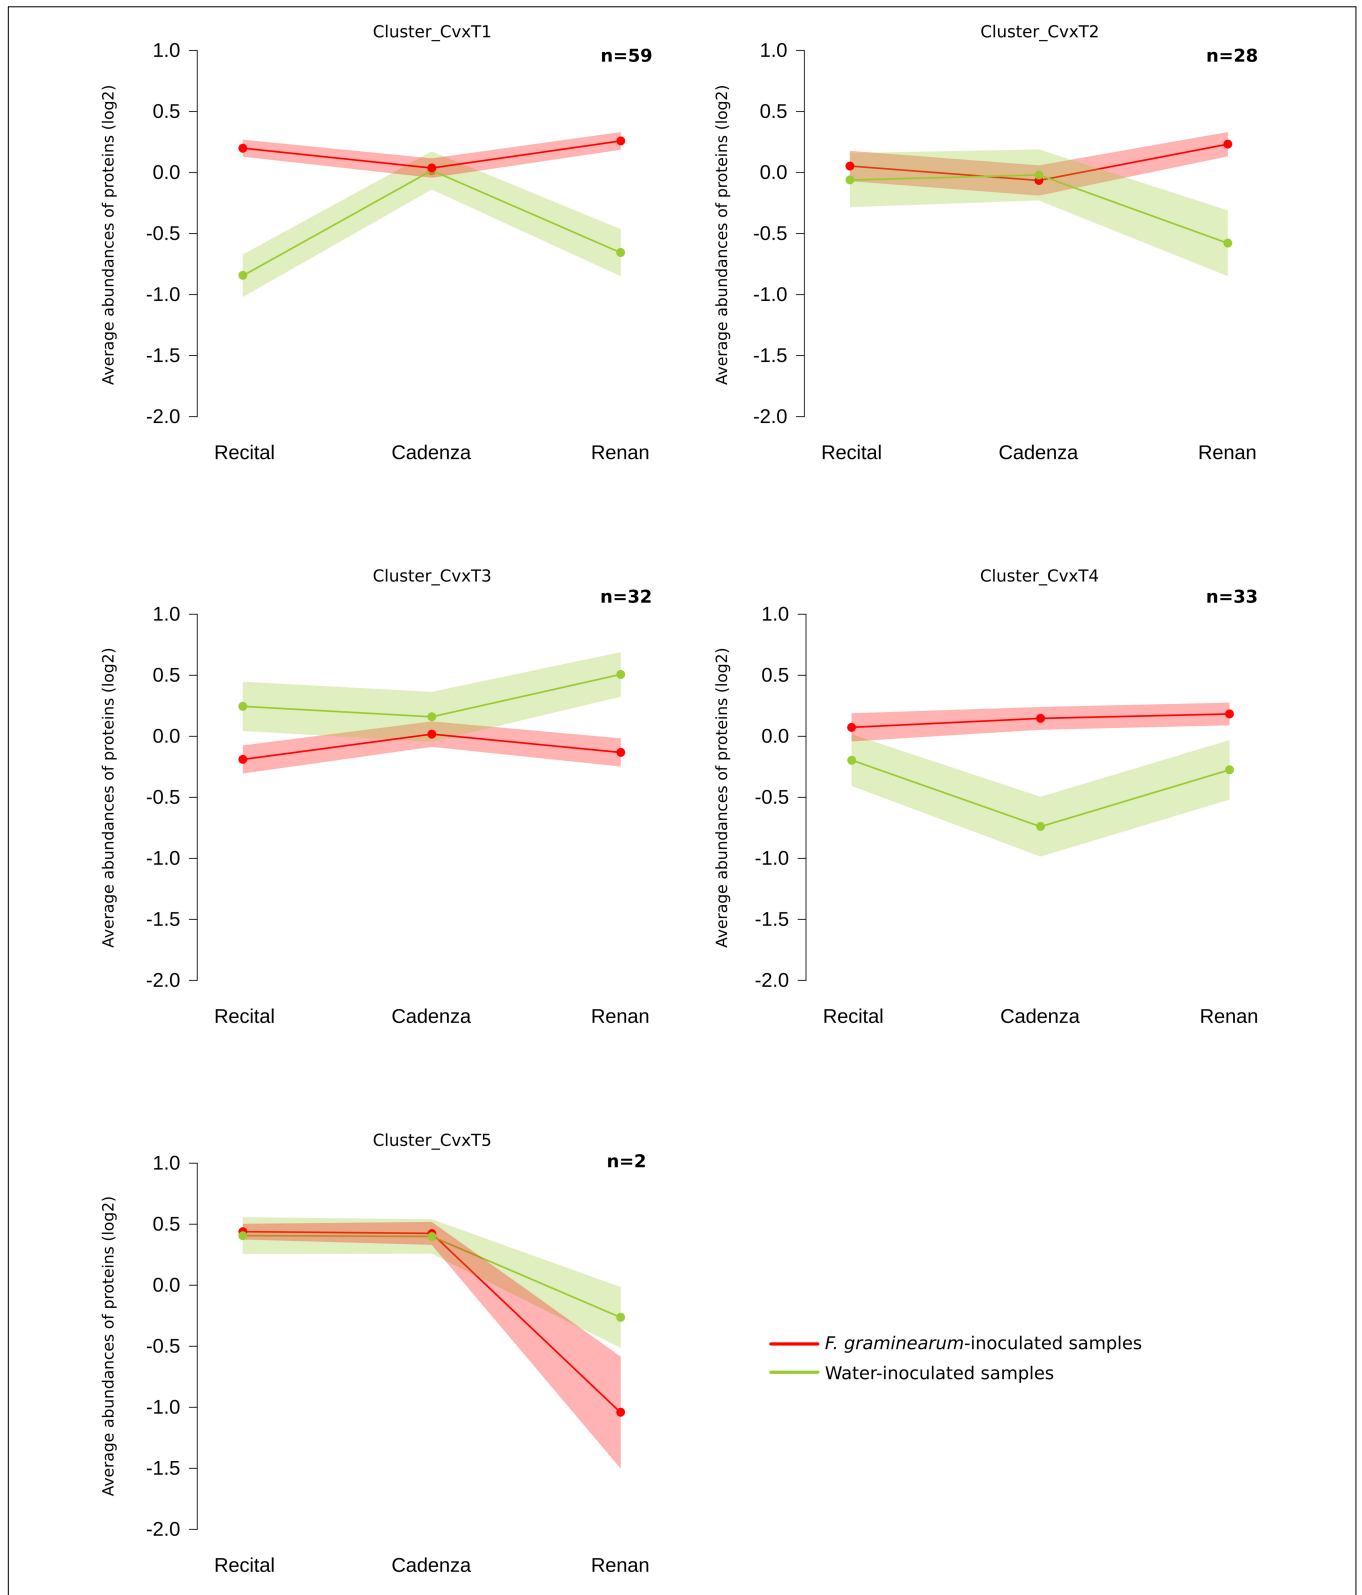 Cluster_CvxT1
n=59
Average abundances of proteins (log2)
1.0
0.5
0.0
-0.5
-1.0
-1.5
-2.0
Recital Cadenza Renan
Cluster_CvxT2
n=28
Average abundances of proteins (log2)
1.0
0.5
0.0
-0.5
-1.0
-1.5
-2.0
Recital Cadenza Renan
Cluster_CvxT3
n=32
Average abundances of proteins (log2)
1.0
0.5
0.0
-0.5
-1.0
-1.5
-2.0
Recital Cadenza Renan
Cluster_CvxT4
n=33
Average abundances of proteins (log2)
1.0
0.5
0.0
-0.5
-1.0
-1.5
-2.0
Recital Cadenza Renan
Cluster_CvxT5
n=2
Average abundances of proteins (log2)
1.0
0.5
0.0
-0.5
-1.0
-1.5
-2.0
Recital Cadenza Renan
F. graminearum-inoculated samples
Water-inoculated samples